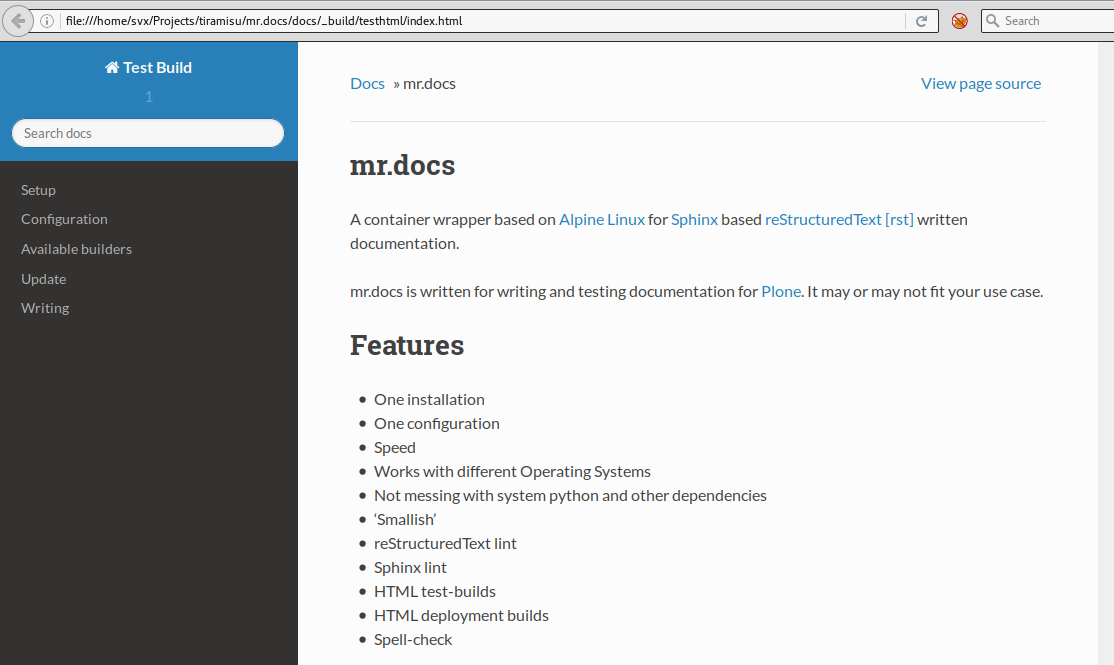 file:///home/svx/Projects/tiramisu/mr.docs/docs/_build/testhtml/index.html
Search
Test Build
1
Search docs
Setup
Configuration
Available builders
Update
Writing
Docs » mr.docs
View page source
mr.docs
A container wrapper based on Alpine Linux for Sphinx based reStructuredText [rst] written
documentation.
mr.docs is written for writing and testing documentation for Plone. It may or may not fit your use case.
Features
• One installation
• One configuration
• Speed
• Works with different Operating Systems
• Not messing with system python and other dependencies
• ‘Smallish’
• reStructuredText lint
• Sphinx lint
• HTML test-builds
• HTML deployment builds
• Spell-check